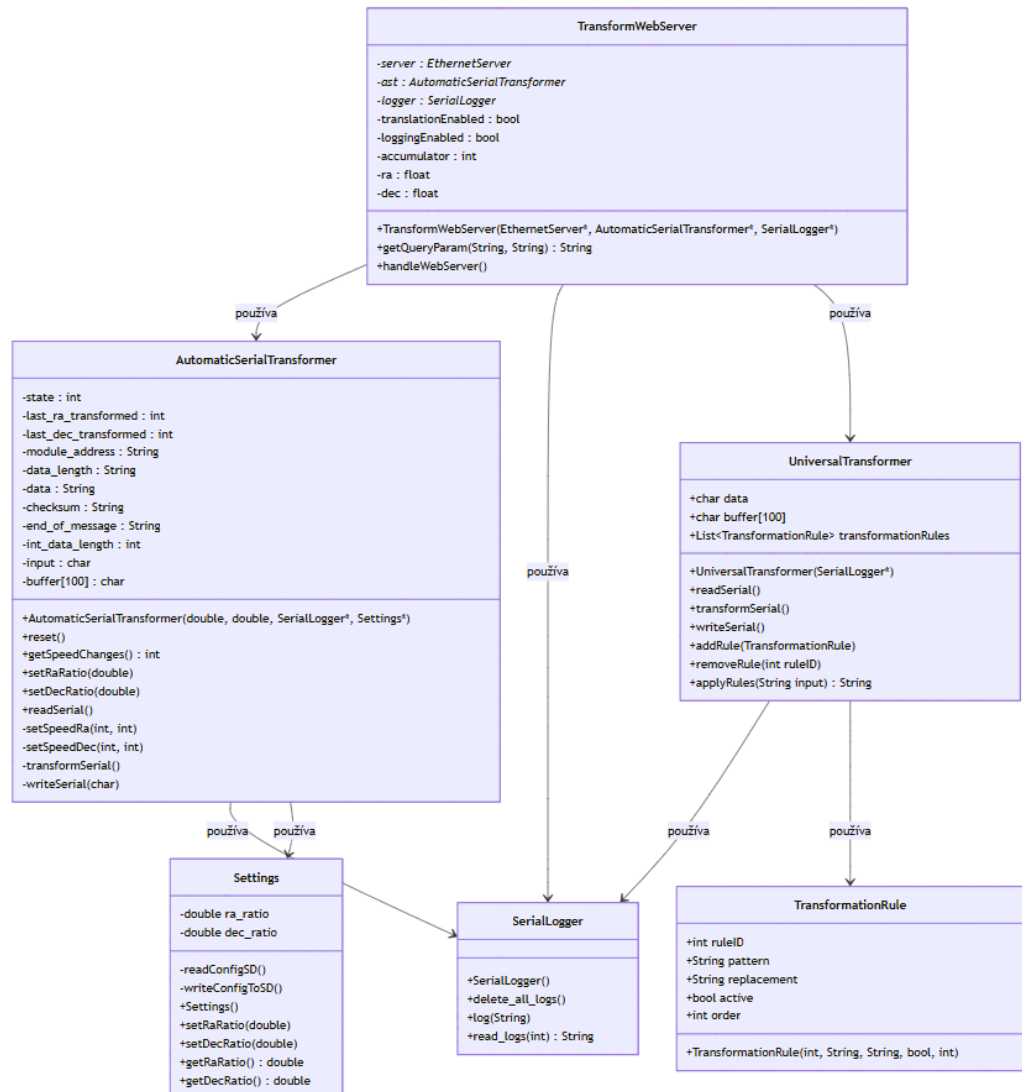 TransformWebServer
-server : EthernetServer
-ast : AutomaticSerialTransformer
-logger : SerialLogger
-translationEnabled : bool
-loggingEnabled : bool
-accumulator : int
-ra : float
-dec : float
+TransformWebServer(EthernetServer*, AutomaticSerialTransformer*, SerialLogger*)
+getQueryParam(String, String) : String
+handleWebServer()
používa
používa
používa
AutomaticSerialTransformer
-state : int
-last_ra_transformed : int
-last_dec_transformed : int
-module_address : String
-data_length : String
-data : String
-checksum : String
-end_of_message : String
-int_data_length : int
-input : char
-buffer[100] : char
+AutomaticSerialTransformer(double, double, SerialLogger*, Settings*)
+reset()
+getSpeedChanges() : int
+setRaRatio(double)
+setDecRatio(double)
+readSerial()
-setSpeedRa(int, int)
-setSpeedDec(int, int)
-transformSerial()
-writeSerial(char)
UniversalTransformer
+char data
+char buffer[100]
+List<TransformationRule> transformationRules
+UniversalTransformer(SerialLogger*)
+readSerial()
+transformSerial()
+writeSerial()
+addRule(TransformationRule)
+removeRule(int ruleID)
+applyRules(String input) : String
používa
používa
používa
používa
Settings
-double ra_ratio
-double dec_ratio
-readConfigSD()
-writeConfigToSD()
+Settings()
+setRaRatio(double)
+setDecRatio(double)
+getRaRatio() : double
+getDecRatio() : double
SerialLogger
+SerialLogger()
+delete_all_logs()
+log(String)
+read_logs(int) : String
TransformationRule
+int ruleID
+String pattern
+String replacement
+bool active
+int order
+TransformationRule(int, String, String, bool, int)